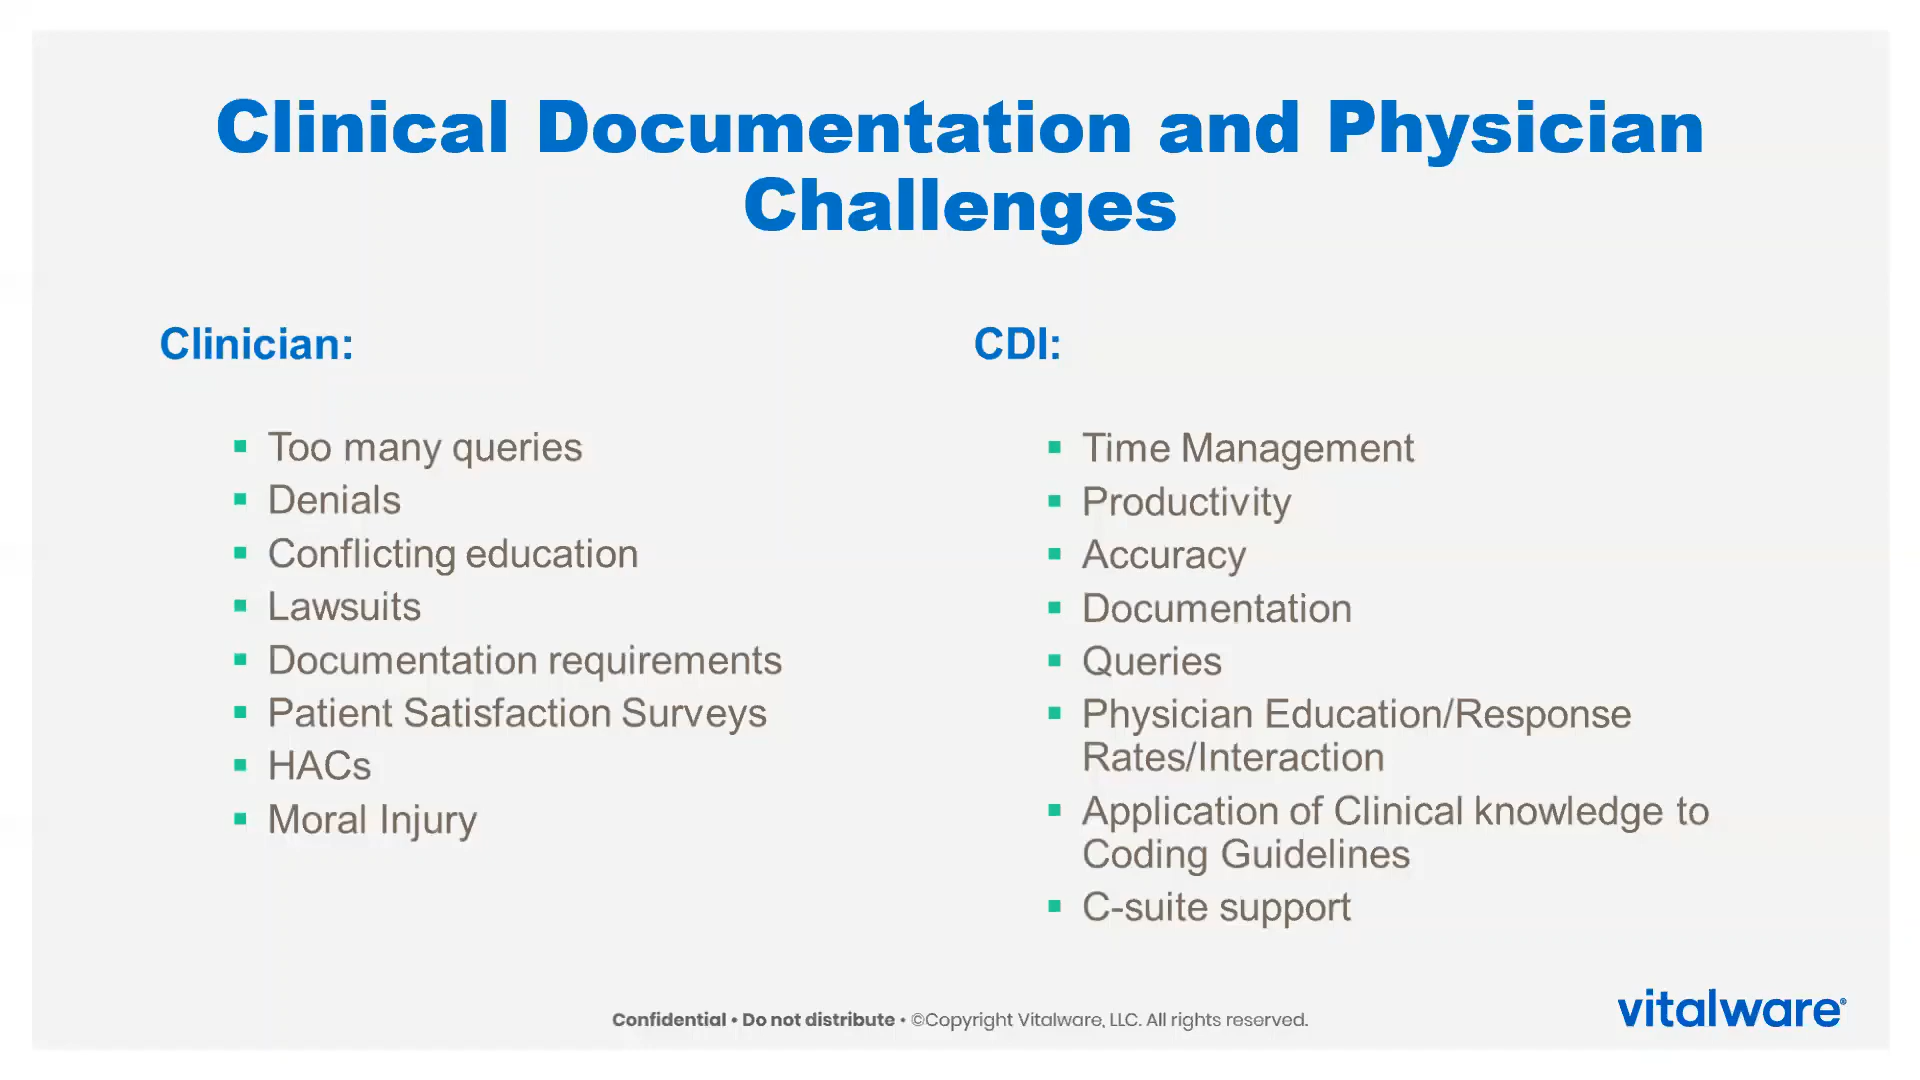 Clinical Documentation and Physician
Challenges
Clinician:
▪ Too many queries
▪ Denials
▪ Conflicting education
▪ Lawsuits
▪ Documentation requirements
▪ Patient Satisfaction Surveys
▪ HACs
▪ Moral Injury
CDI:
▪ Time Management
▪ Productivity
▪ Accuracy
▪ Documentation
▪ Queries
▪ Physician Education/Response
Rates/Interaction
▪ Application of Clinical knowledge to
Coding Guidelines
▪ C-suite support
Confidential • Do not distribute • ©Copyright Vitalware, LLC. All rights reserved.
vitalware®